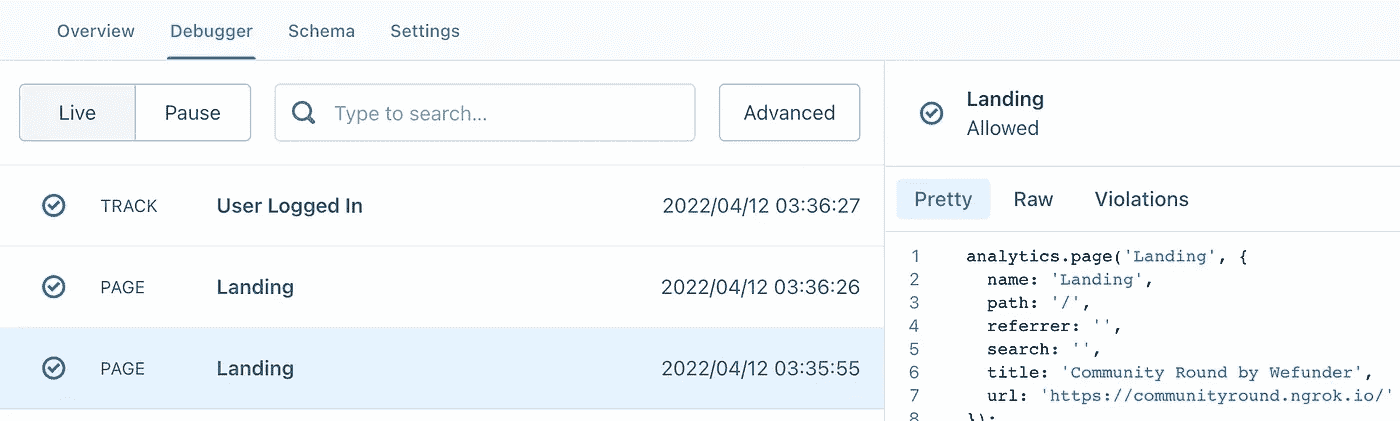 Overview Debugger Schema Settings
Live Pause Type to search... Advanced
TRACK User Logged In 2022/04/12 03:36:27
PAGE Landing 2022/04/12 03:36:26
PAGE Landing 2022/04/12 03:35:55
Landing
Allowed
Pretty Raw Violations
1 analytics.page('Landing', {
2 name: 'Landing',
3 path: '/',
4 referrer: '',
5 search: '',
6 title: 'Community Round by Wefunder',
7 url: 'https://communityround.ngrok.io/'
8 });